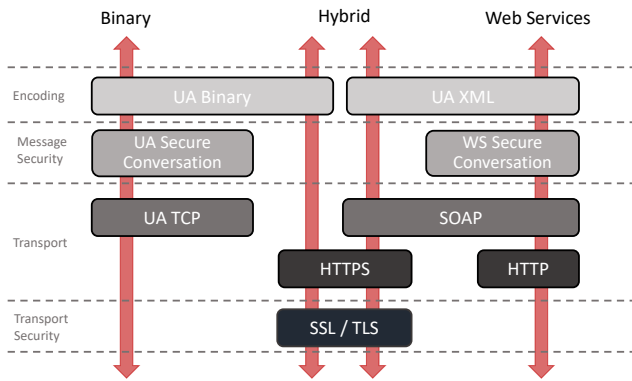 Binary
Hybrid
Web Services
Encoding
UA Binary
UA XML
Message
Security
UA Secure
Conversation
WS Secure
Conversation
Transport
UA TCP
SOAP
HTTPS
HTTP
Transport
Security
SSL / TLS